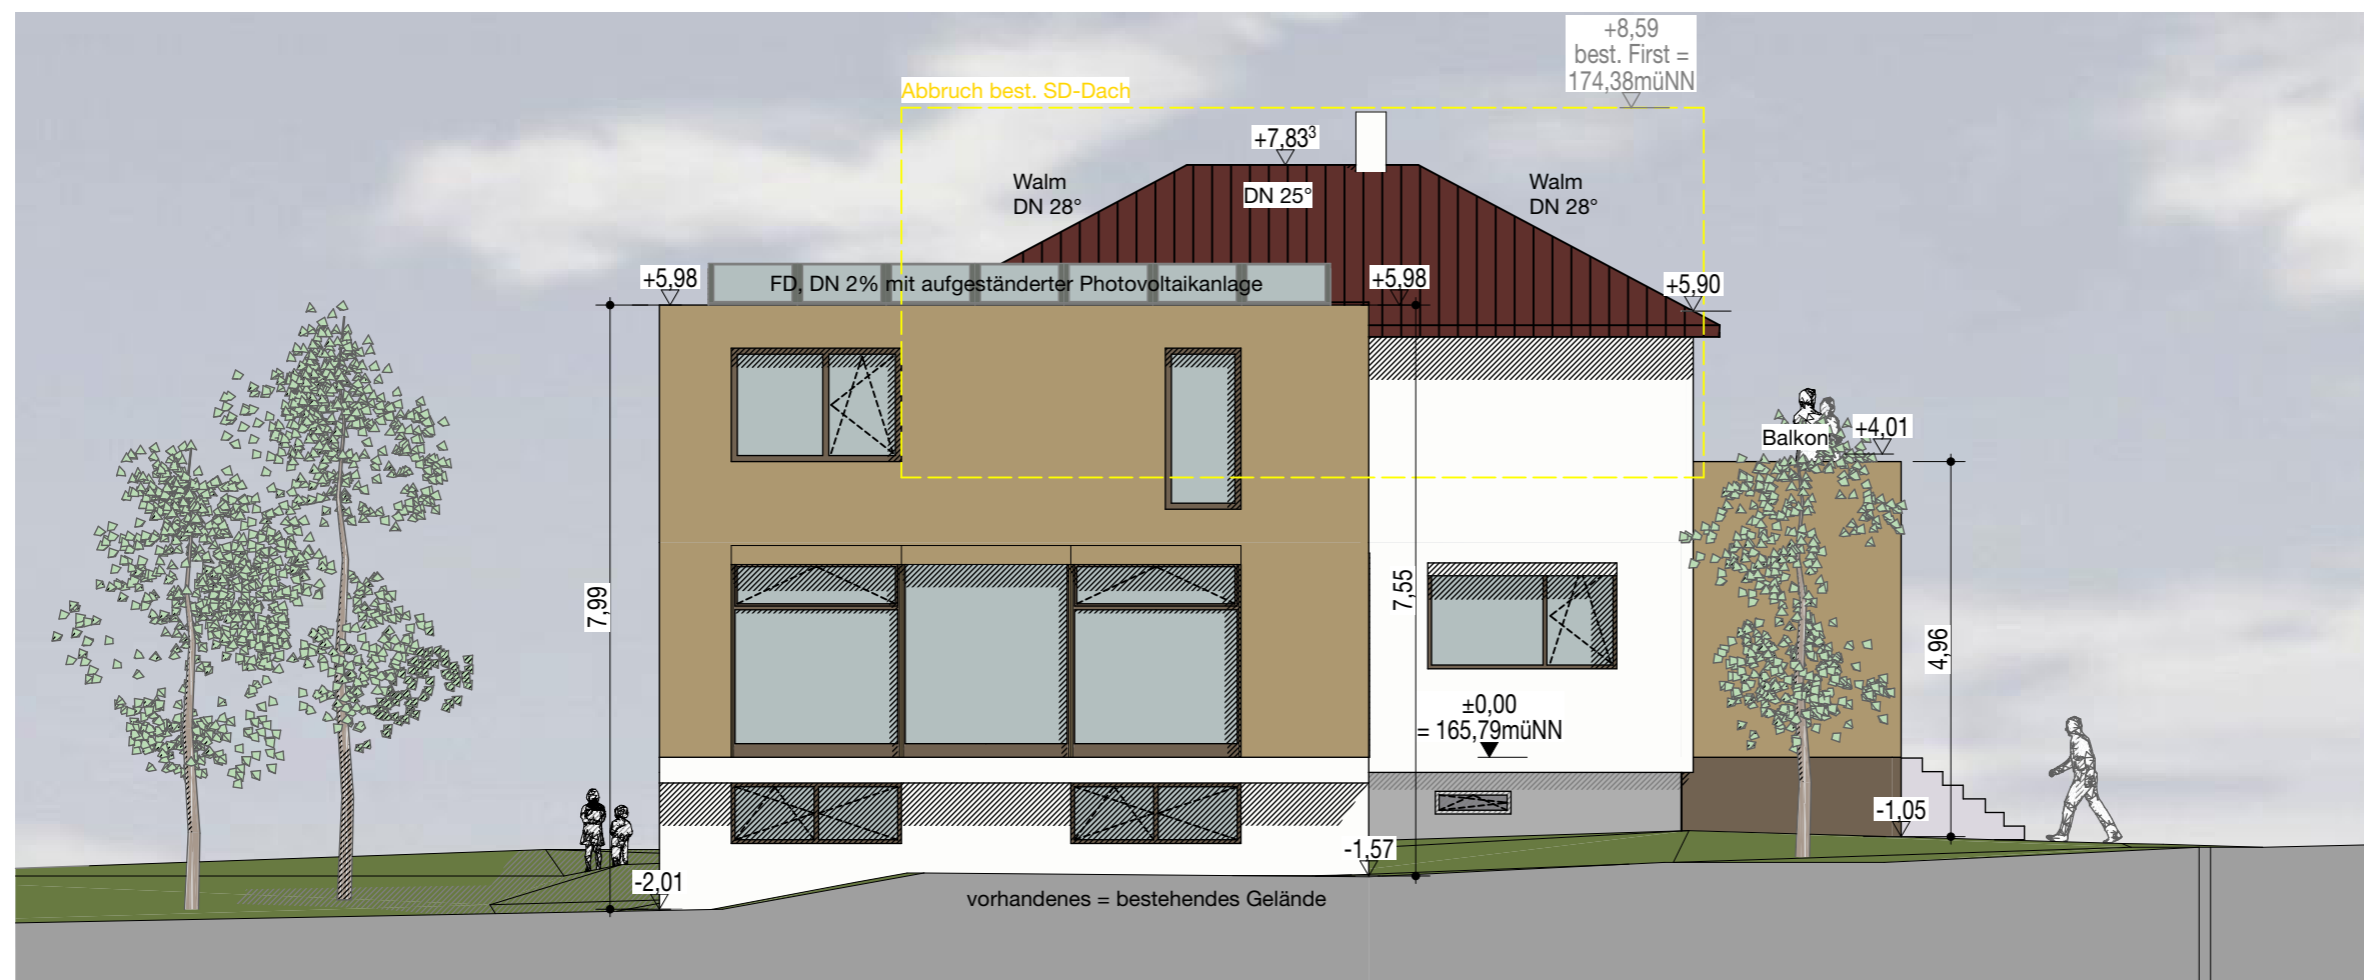 +8,59
best. First =
174,38müNN
Abbruch best. SD-Dach
+7,83³
Walm
DN 28°
DN 25°
Walm
DN 28°
+5,98
FD, DN 2% mit aufgeständerter Photovoltaikanlage
+5,98
+5,90
Balkon
+4,01
7,99
7,55
4,96
±0,00
= 165,79müNN
-1,05
-1,57
-2,01
vorhandenes = bestehendes Gelände